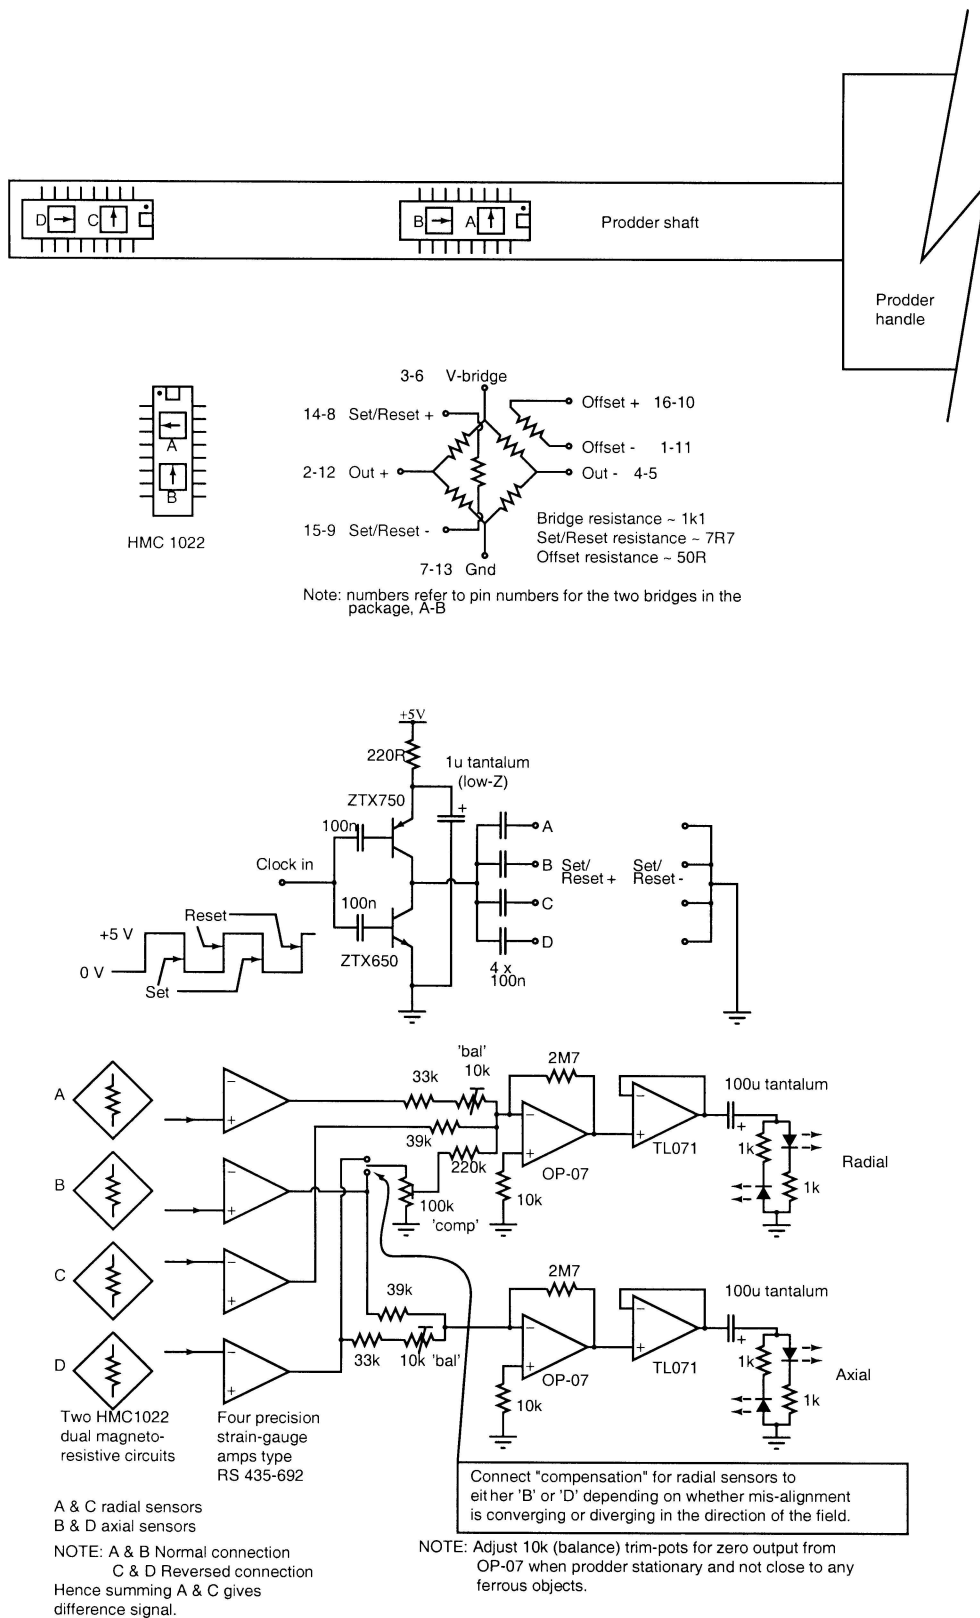 D C
B A
Prodder shaft
Prodder
handle
3-6 V-bridge
14-8 Set/Reset +
Offset + 16-10
Offset - 1-11
2-12 Out +
Out - 4-5
15-9 Set/Reset -
7-13 Gnd
Bridge resistance ~ 1k1
Set/Reset resistance ~ 7R7
Offset resistance ~ 50R
A
B
HMC 1022
Note: numbers refer to pin numbers for the two bridges in the
package, A-B
+5V
220R
1u tantalum
(low-Z)
+
ZTX750
100n
Clock in
100n
ZTX650
A
B
C
D
Set/
Reset +
Set/
Reset -
4 x
100n
Reset
+5 V
0 V
Set
A
B
C
D
-
+
-
+
-
+
-
+
33k
'bal'
10k
39k
220k
100k
'comp'
2M7
-
+
OP-07
10k
-
+
TL071
100u tantalum
+
1k
1k
Radial
39k
33k
10k 'bal'
2M7
-
+
OP-07
10k
-
+
TL071
100u tantalum
+
1k
1k
Axial
Two HMC1022
dual magneto-
resistive circuits
Four precision
strain-gauge
amps type
RS 435-692
Connect "compensation" for radial sensors to
either 'B' or 'D' depending on whether mis-alignment
is converging or diverging in the direction of the field.
A & C radial sensors
B & D axial sensors
NOTE: A & B Normal connection
C & D Reversed connection
Hence summing A & C gives
difference signal.
NOTE: Adjust 10k (balance) trim-pots for zero output from
OP-07 when prodder stationary and not close to any
ferrous objects.